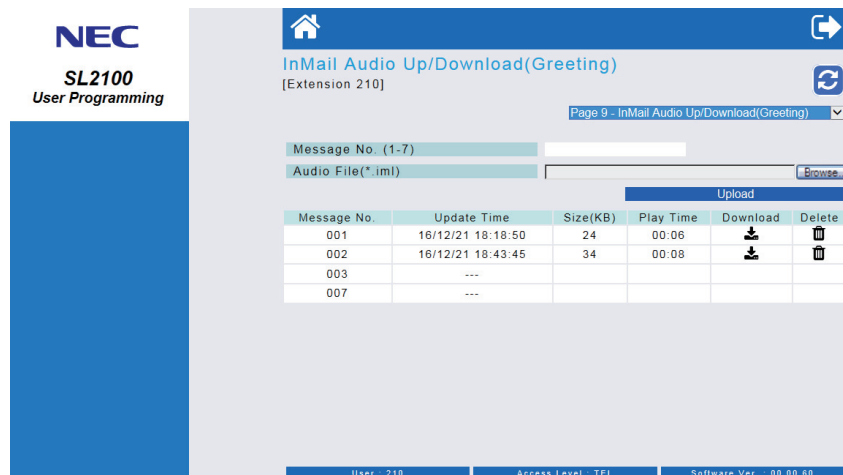 NEC
SL2100
User Programming
InMail Audio Up/Download(Greeting)
[Extension 210]
Page 9 - InMail Audio Up/Download(Greeting)
Message No. (1-7)
Audio File(*.iml) Browse
Upload
Message No. Update Time Size(KB) Play Time Download Delete
001 16/12/21 18:18:50 24 00:06
002 16/12/21 18:43:45 34 00:08
003 ---
007 ---
User : 210 Access Level : TEL Software Ver. : 00.00.60